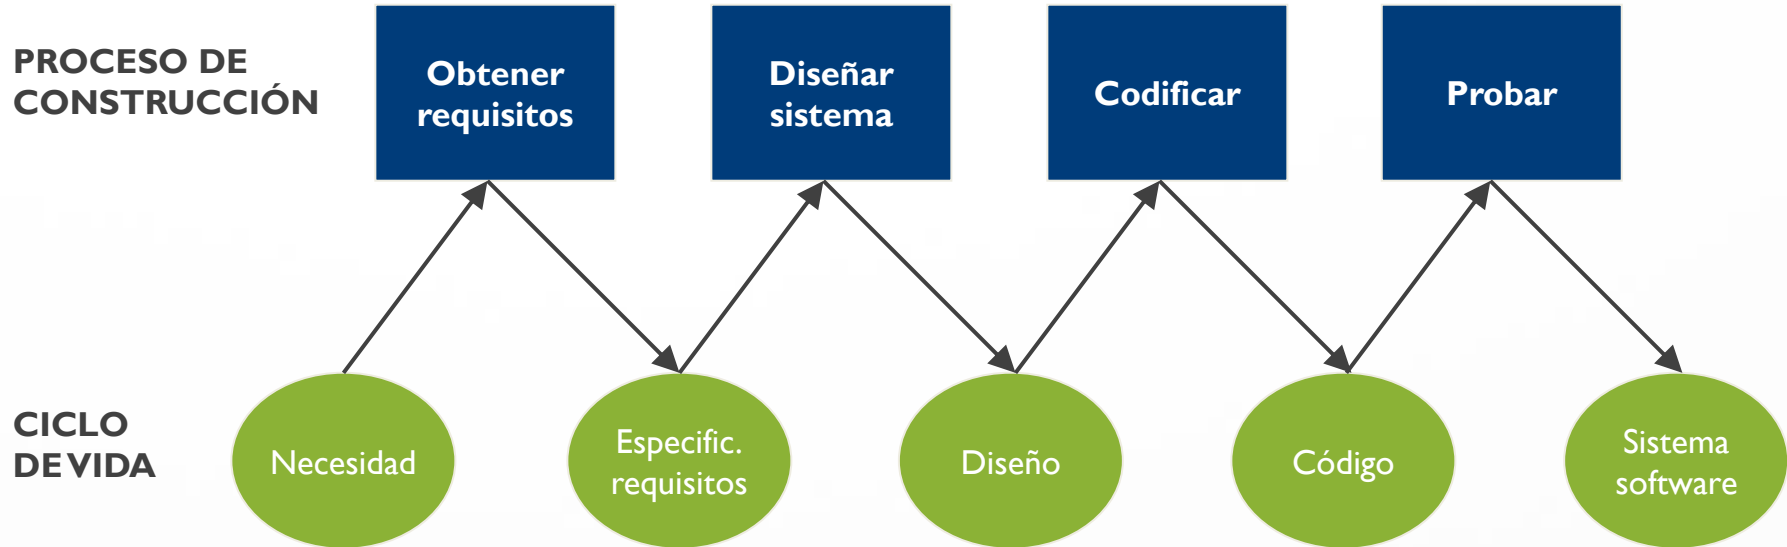 PROCESO DE
CONSTRUCCIÓN
Obtener
requisitos
Diseñar
sistema
Codificar
Probar
CICLO
DE VIDA
Necesidad
Especific.
requisitos
Diseño
Código
Sistema
software